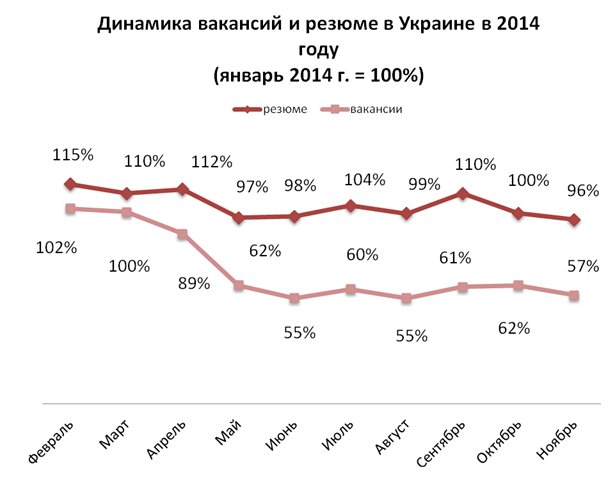 Динамика вакансий и резюме в Украине в 2014
году
(январь 2014 г. = 100%)
резюме вакансии
115% 110% 112% 97% 98% 104% 99% 110% 100% 96%
102% 100% 89% 62% 55% 60% 55% 61% 62% 57%
Февраль Март Апрель Май Июнь Июль Август Сентябрь Октябрь Ноябрь